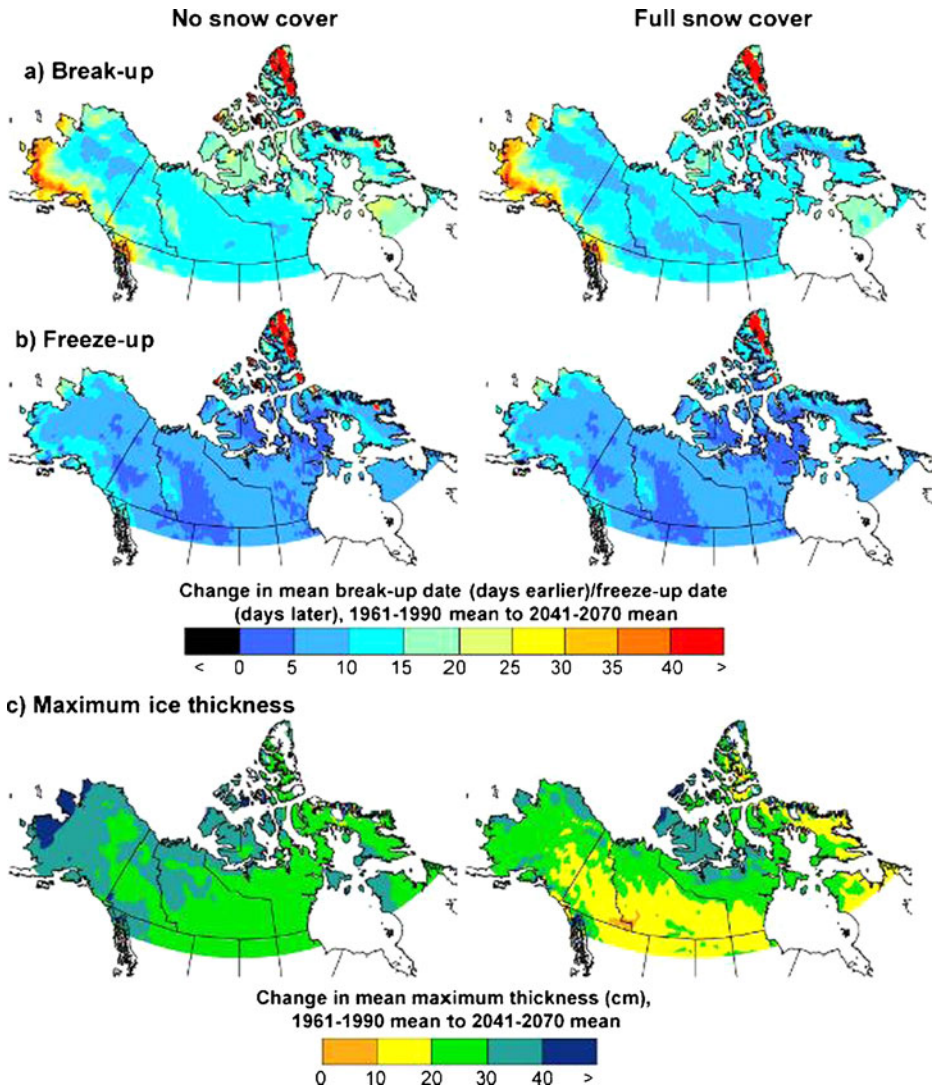 No snow cover
Full snow cover
a) Break-up
b) Freeze-up
Change in mean break-up date (days earlier)/freeze-up date
(days later), 1961-1990 mean to 2041-2070 mean
< 0 5 10 15 20 25 30 35 40 >
c) Maximum ice thickness
Change in mean maximum thickness (cm),
1961-1990 mean to 2041-2070 mean
0 10 20 30 40 >